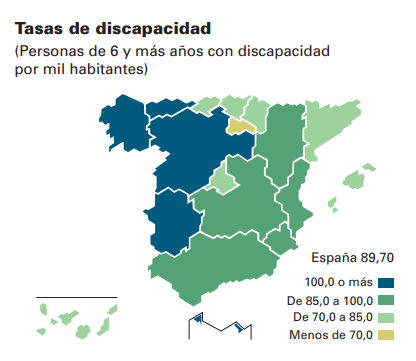 Tasas de discapacidad
(Personas de 6 y más años con discapacidad
por mil habitantes)
España 89,70
100,0 o más
De 85,0 a 100,0
De 70,0 a 85,0
Menos de 70,0